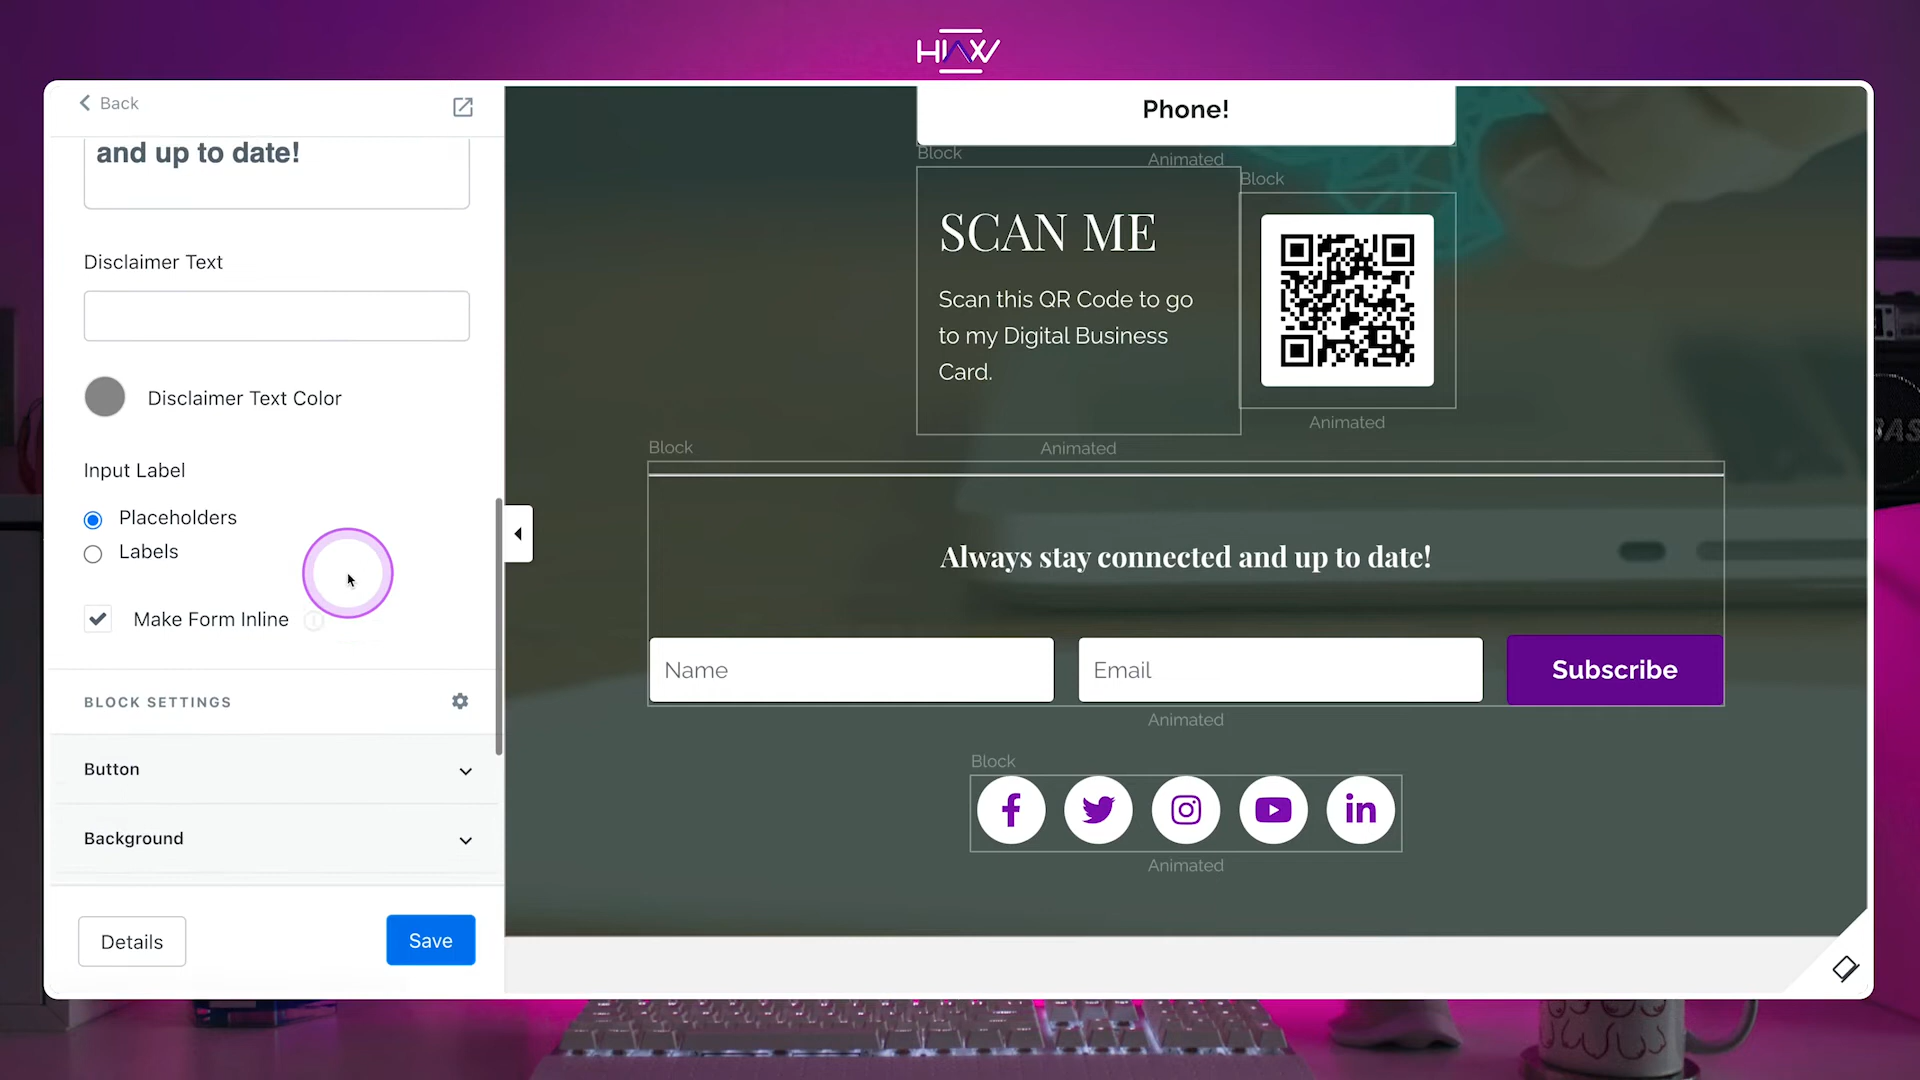 HIAW
Back
and up to date!
Disclaimer Text
Disclaimer Text Color
Input Label
Placeholders
Labels
Make Form Inline
BLOCK SETTINGS
Button
Background
Details
Save
Phone!
Block
Animated
Block
SCAN ME
Scan this QR Code to go
to my Digital Business
Card.
Animated
Block
Animated
Always stay connected and up to date!
Name
Email
Subscribe
Animated
Block
Animated